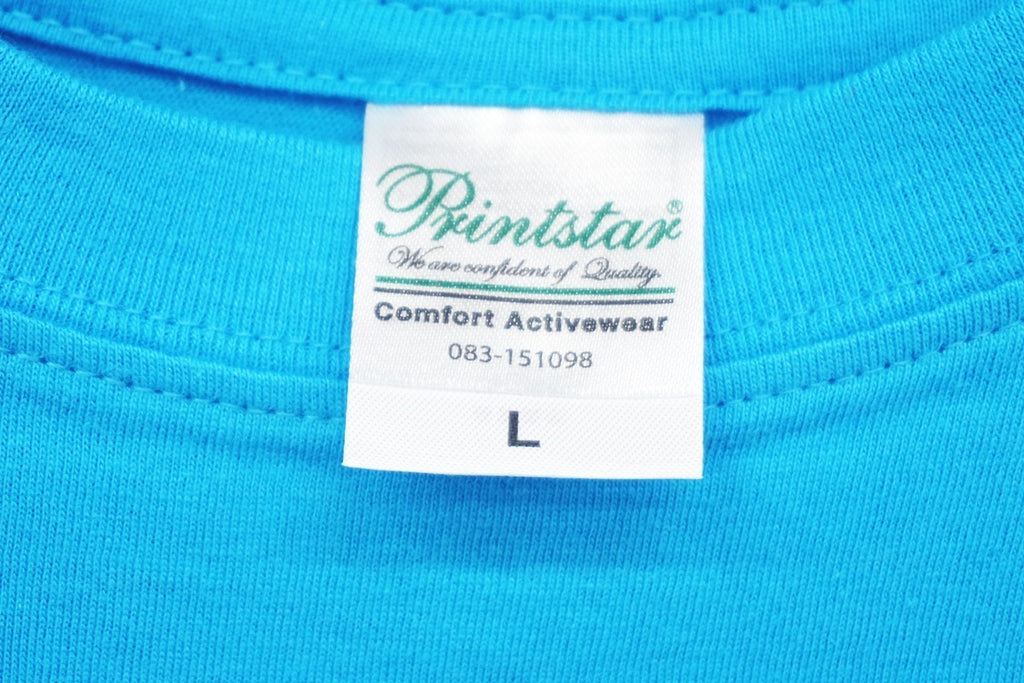 Printstar®
We are confident of Quality.
Comfort Activewear
083-151098
L